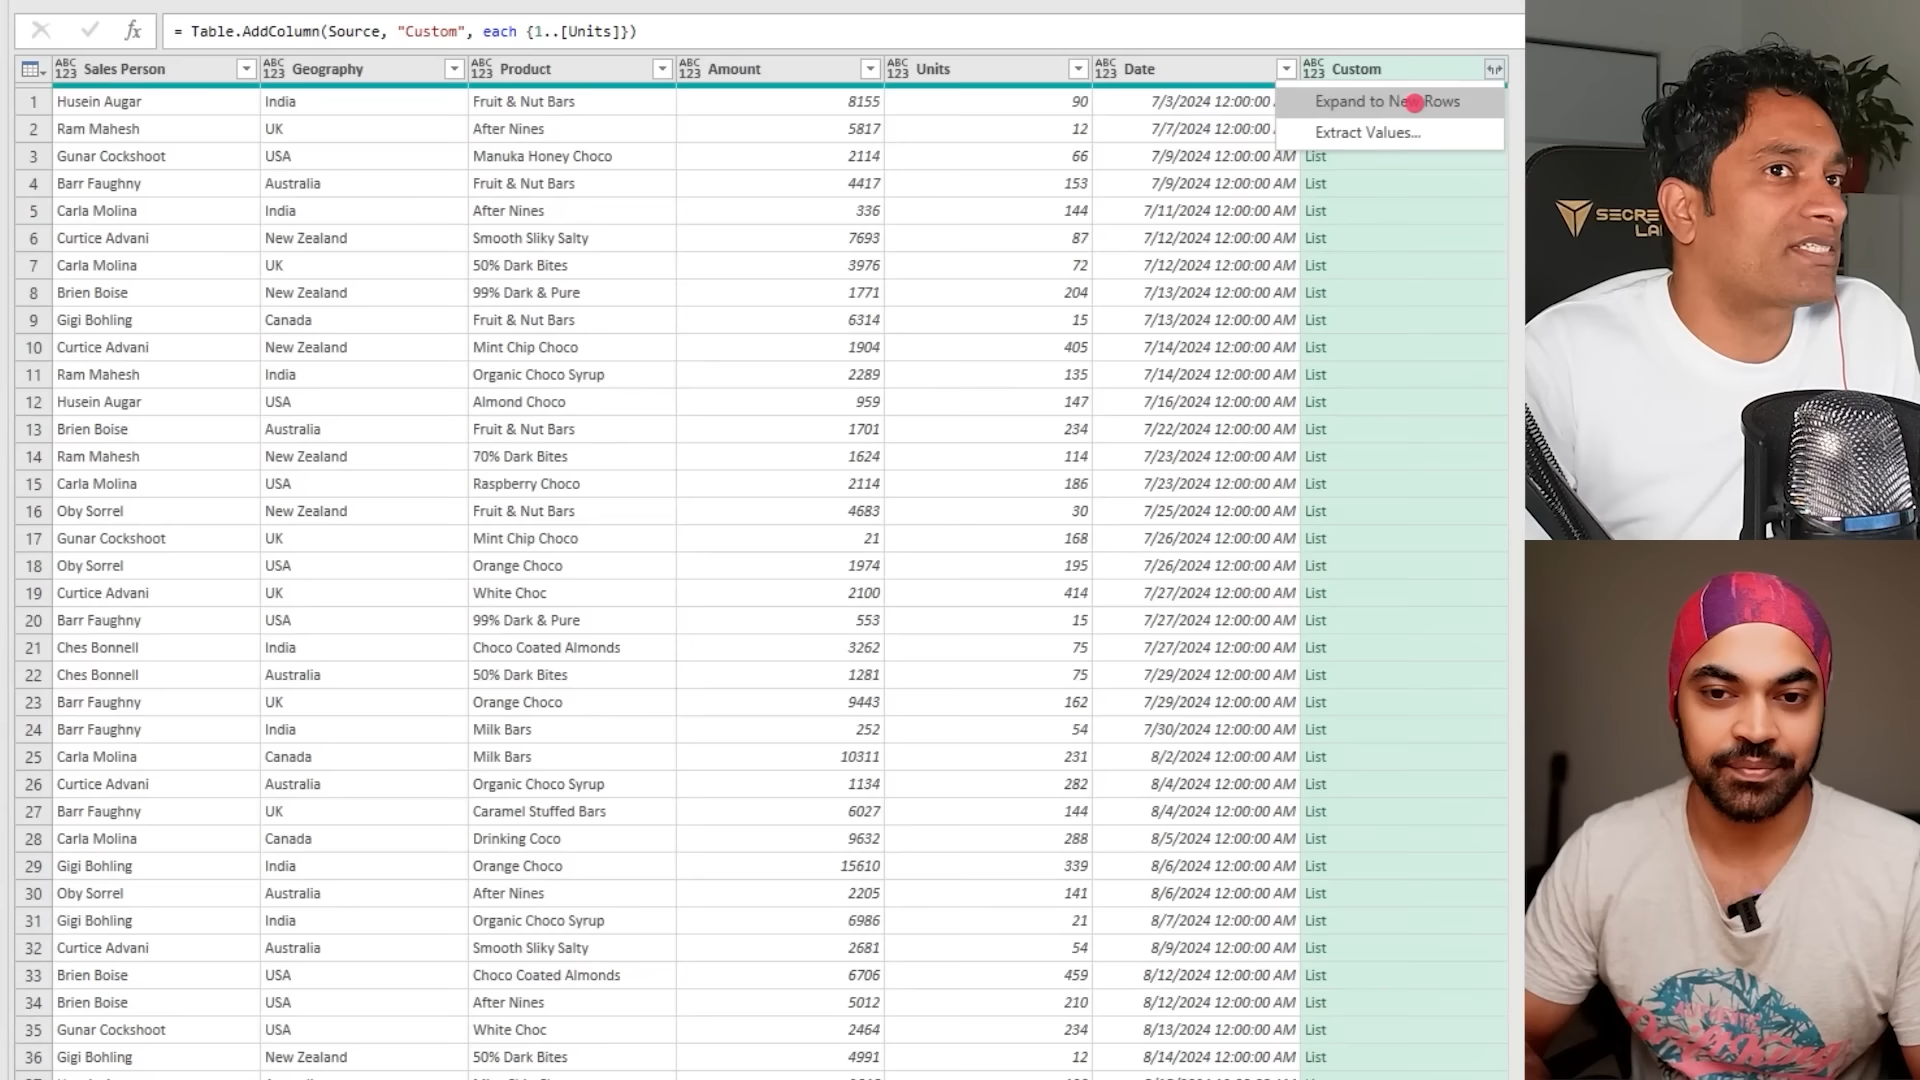 fx = Table.AddColumn(Source, "Custom", each {1..[Units]})
ABC 123 Sales Person ABC 123 Geography ABC 123 Product ABC 123 Amount ABC 123 Units ABC 123 Date ABC 123 Custom
Expand to New Rows
Extract Values...
1 Husein Augar India Fruit & Nut Bars 8155 90 7/3/2024 12:00:00
2 Ram Mahesh UK After Nines 5817 12 7/7/2024 12:00:00
3 Gunar Cockshoot USA Manuka Honey Choco 2114 66 7/9/2024 12:00:00 AM List
4 Barr Faughny Australia Fruit & Nut Bars 4417 153 7/9/2024 12:00:00 AM List
5 Carla Molina India After Nines 336 144 7/11/2024 12:00:00 AM List
6 Curtice Advani New Zealand Smooth Sliky Salty 7693 87 7/12/2024 12:00:00 AM List
7 Carla Molina UK 50% Dark Bites 3976 72 7/12/2024 12:00:00 AM List
8 Brien Boise New Zealand 99% Dark & Pure 1771 204 7/13/2024 12:00:00 AM List
9 Gigi Bohling Canada Fruit & Nut Bars 6314 15 7/13/2024 12:00:00 AM List
10 Curtice Advani New Zealand Mint Chip Choco 1904 405 7/14/2024 12:00:00 AM List
11 Ram Mahesh India Organic Choco Syrup 2289 135 7/14/2024 12:00:00 AM List
12 Husein Augar USA Almond Choco 959 147 7/16/2024 12:00:00 AM List
13 Brien Boise Australia Fruit & Nut Bars 1701 234 7/22/2024 12:00:00 AM List
14 Ram Mahesh New Zealand 70% Dark Bites 1624 114 7/23/2024 12:00:00 AM List
15 Carla Molina USA Raspberry Choco 2114 186 7/23/2024 12:00:00 AM List
16 Oby Sorrel New Zealand Fruit & Nut Bars 4683 30 7/25/2024 12:00:00 AM List
17 Gunar Cockshoot UK Mint Chip Choco 21 168 7/26/2024 12:00:00 AM List
18 Oby Sorrel USA Orange Choco 1974 195 7/26/2024 12:00:00 AM List
19 Curtice Advani UK White Choc 2100 414 7/27/2024 12:00:00 AM List
20 Barr Faughny USA 99% Dark & Pure 553 15 7/27/2024 12:00:00 AM List
21 Ches Bonnell India Choco Coated Almonds 3262 75 7/27/2024 12:00:00 AM List
22 Ches Bonnell Australia 50% Dark Bites 1281 75 7/29/2024 12:00:00 AM List
23 Barr Faughny UK Orange Choco 9443 162 7/29/2024 12:00:00 AM List
24 Barr Faughny India Milk Bars 252 54 7/30/2024 12:00:00 AM List
25 Carla Molina Canada Milk Bars 10311 231 8/2/2024 12:00:00 AM List
26 Curtice Advani Australia Organic Choco Syrup 1134 282 8/4/2024 12:00:00 AM List
27 Barr Faughny UK Caramel Stuffed Bars 6027 144 8/4/2024 12:00:00 AM List
28 Carla Molina Canada Drinking Coco 9632 288 8/5/2024 12:00:00 AM List
29 Gigi Bohling India Orange Choco 15610 339 8/6/2024 12:00:00 AM List
30 Oby Sorrel Australia After Nines 2205 141 8/6/2024 12:00:00 AM List
31 Gigi Bohling India Organic Choco Syrup 6986 21 8/7/2024 12:00:00 AM List
32 Curtice Advani Australia Smooth Sliky Salty 2681 54 8/9/2024 12:00:00 AM List
33 Brien Boise USA Choco Coated Almonds 6706 459 8/12/2024 12:00:00 AM List
34 Brien Boise USA After Nines 5012 210 8/12/2024 12:00:00 AM List
35 Gunar Cockshoot USA White Choc 2464 234 8/13/2024 12:00:00 AM List
36 Gigi Bohling New Zealand 50% Dark Bites 4991 12 8/14/2024 12:00:00 AM List
SECRE
LA